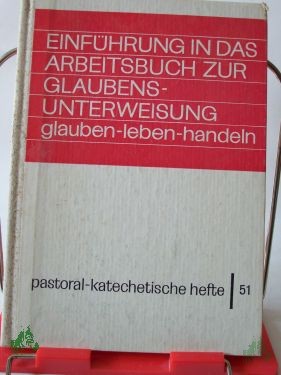 EINFÜHRUNG IN DAS
ARBEITSBUCH ZUR
GLAUBENS-
UNTERWEISUNG
glauben-leben-handeln
pastoral-katechetische hefte | 51